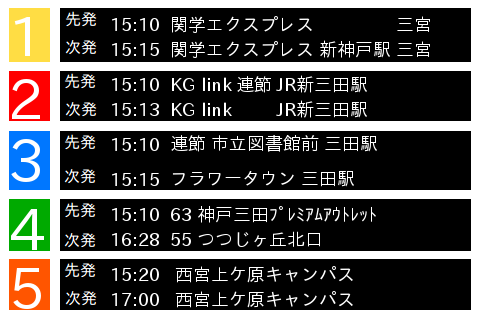 1
先発 15:10 関学エクスプレス 三宮
次発 15:15 関学エクスプレス 新神戸駅 三宮
2
先発 15:10 KG link 連節 JR新三田駅
次発 15:13 KG link JR新三田駅
3
先発 15:10 連節 市立図書館前 三田駅
次発 15:15 フラワータウン 三田駅
4
先発 15:10 63 神戸三田ﾌﾟﾚﾐｱﾑｱｳﾄﾚｯﾄ
次発 16:28 55 つつじヶ丘北口
5
先発 15:20 西宮上ケ原キャンパス
次発 17:00 西宮上ケ原キャンパス